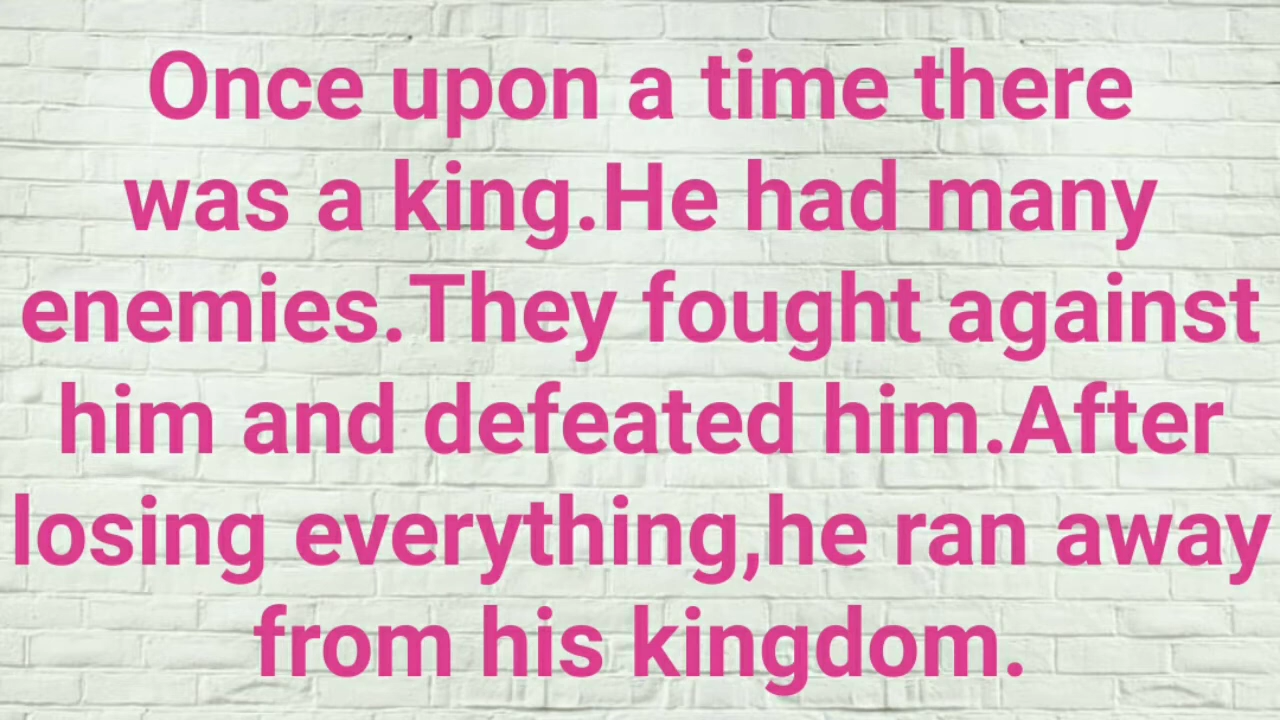 Once upon a time there
was a king.He had many
enemies.They fought against
him and defeated him.After
losing everything,he ran away
from his kingdom.